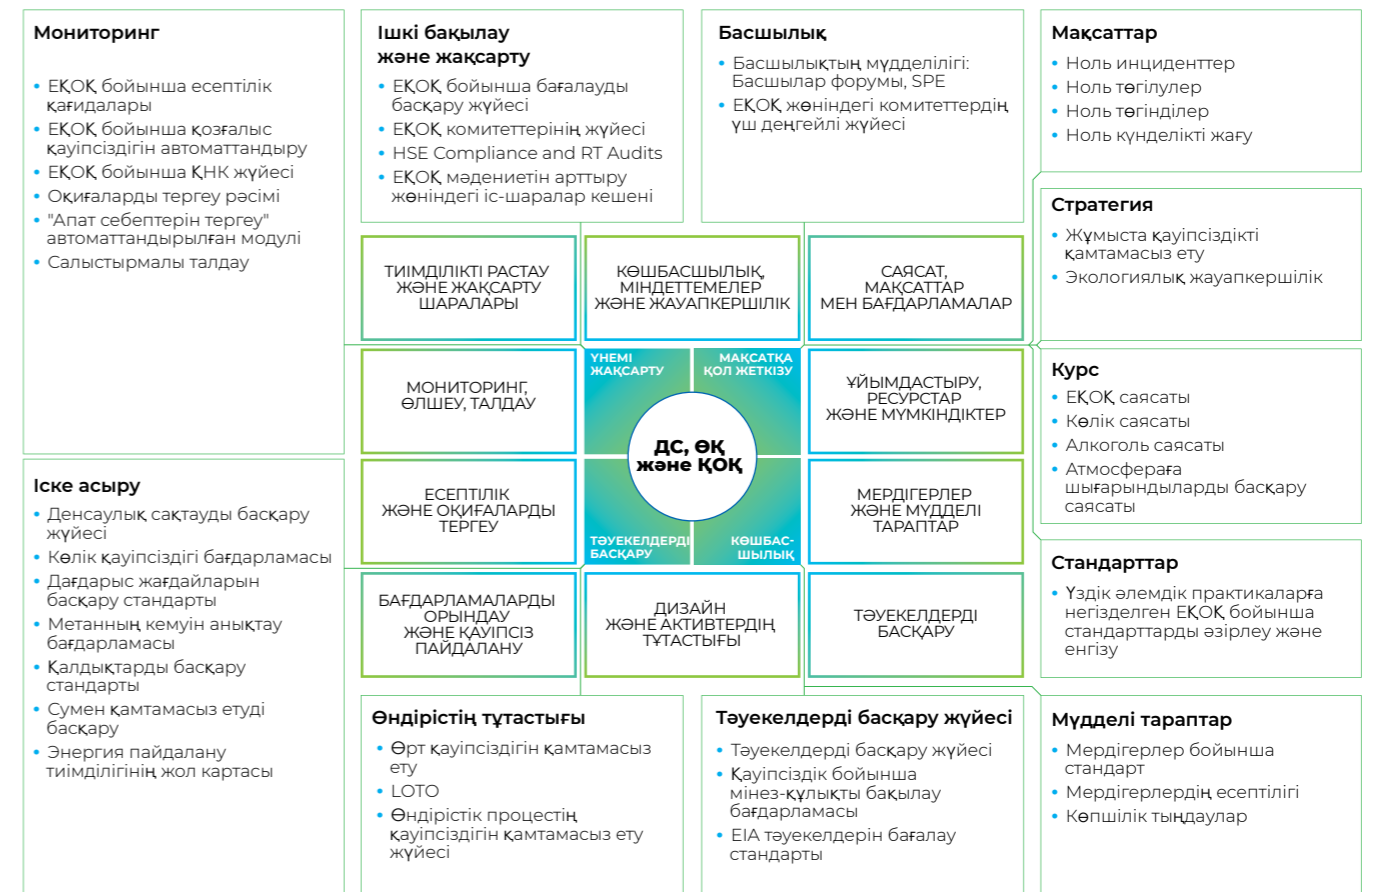 Мониторинг
• ЕҚОҚ бойынша есептілік
қағидалары
• ЕҚОҚ бойынша қозғалыс
қауіпсіздігін автоматтандыру
• ЕҚОҚ бойынша ҚНК жүйесі
• Оқиғаларды тергеу рәсімі
• "Апат себептерін тергеу"
автоматтандырылған модулі
• Салыстырмалы талдау
Ішкі бақылау
және жақсарту
• ЕҚОҚ бойынша бағалауды
басқару жүйесі
• ЕҚОҚ комитеттерінің жүйесі
• HSE Compliance and RT Audits
• ЕҚОҚ мәдениетін арттыру
жөніндегі іс-шаралар кешені
Басшылық
• Басшылықтың мүдделілігі:
Басшылар форумы, SPE
• ЕҚОҚ жөніндегі комитеттердің
үш деңгейлі жүйесі
Мақсаттар
• Ноль инциденттер
• Ноль төгілулер
• Ноль төгінділер
• Ноль күнделікті жағу
Стратегия
• Жұмыста қауіпсіздікті
қамтамасыз ету
• Экологиялық жауапкершілік
ТИІМДІЛІКТІ РАСТАУ
ЖӘНЕ ЖАҚСАРТУ
ШАРАЛАРЫ
КӨШБАСШЫЛЫҚ,
МІНДЕТТЕМЕЛЕР
ЖӘНЕ ЖАУАПКЕРШІЛІК
САЯСАТ,
МАҚСАТТАР
МЕН БАҒДАРЛАМАЛАР
МОНИТОРИНГ,
ӨЛШЕУ, ТАЛДАУ
ҮНЕМІ
ЖАҚСАРТУ
МАҚСАТҚА
ҚОЛ ЖЕТКІЗУ
ДС, ӨҚ
және ҚОҚ
ТӘУЕКЕЛДЕРДІ
БАСҚАРУ
КӨШБАС-
ШЫЛЫҚ
ҰЙЫМДАСТЫРУ,
РЕСУРСТАР
ЖӘНЕ МҮМКІНДІКТЕР
Курс
• ЕҚОҚ саясаты
• Көлік саясаты
• Алкоголь саясаты
• Атмосфераға
шығарындыларды басқару
саясаты
Іске асыру
• Денсаулық сақтауды басқару
жүйесі
• Көлік қауіпсіздігі бағдарламасы
• Дағдарыс жағдайларын
басқару стандарты
• Метанның кемуін анықтау
бағдарламасы
• Қалдықтарды басқару
стандарты
• Сумен қамтамасыз етуді
басқару
• Энергия пайдалану
тиімділігінің жол картасы
ЕСЕПТІЛІК
ЖӘНЕ ОҚИҒАЛАРДЫ
ТЕРГЕУ
МЕРДІГЕРЛЕР
ЖӘНЕ МҮДДЕЛІ
ТАРАПТАР
БАҒДАРЛАМАЛАРДЫ
ОРЫНДАУ
ЖӘНЕ ҚАУІПСІЗ
ПАЙДАЛАНУ
ДИЗАЙН
ЖӘНЕ АКТИВТЕРДІҢ
ТҰТАСТЫҒЫ
ТӘУЕКЕЛДЕРДІ
БАСҚАРУ
Стандарттар
• Үздік әлемдік практикаларға
негізделген ЕҚОҚ бойынша
стандарттарды әзірлеу және
енгізу
Өндірістің тұтастығы
• Өрт қауіпсіздігін қамтамасыз
ету
• LOTO
• Өндірістік процестің
қауіпсіздігін қамтамасыз ету
жүйесі
Тәуекелдерді басқару жүйесі
• Тәуекелдерді басқару жүйесі
• Қауіпсіздік бойынша
мінез-құлықты бақылау
бағдарламасы
• EIA тәуекелдерін бағалау
стандарты
Мүдделі тараптар
• Мердігерлер бойынша
стандарт
• Мердігерлердің есептілігі
• Көпшілік тыңдаулар